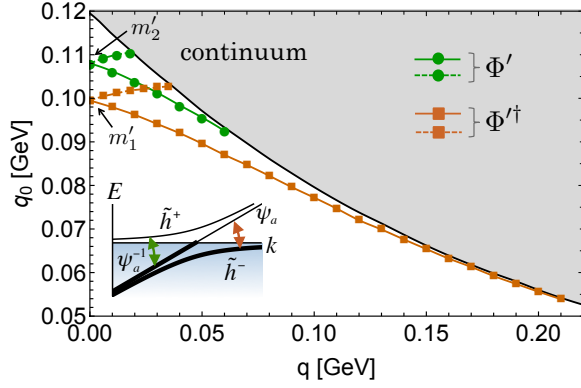 0.12
0.11
0.10
0.09
0.08
0.07
0.06
0.05
q₀ [GeV]
m′₂
continuum
Φ′
Φ′†
m′₁
E
h̃⁺
ψₐ
k
ψₐ⁻¹
h̃⁻
0.00 0.05 0.10 0.15 0.20
q [GeV]